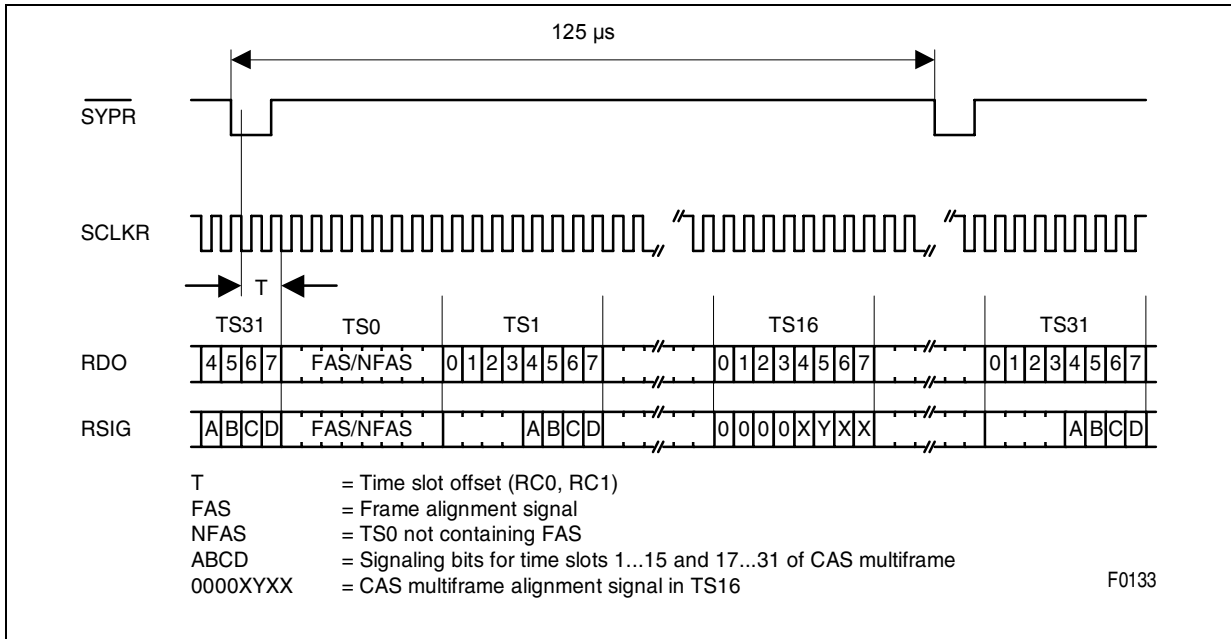 125 µs
SYPR
SCLKR
T
TS31 TS0 TS1 TS16 TS31
RDO 4 5 6 7 FAS/NFAS 0 1 2 3 4 5 6 7 0 1 2 3 4 5 6 7 0 1 2 3 4 5 6 7
RSIG A B C D FAS/NFAS A B C D 0 0 0 0 X Y X X A B C D
T = Time slot offset (RC0, RC1)
FAS = Frame alignment signal
NFAS = TS0 not containing FAS
ABCD = Signaling bits for time slots 1...15 and 17...31 of CAS multiframe
0000XYXX = CAS multiframe alignment signal in TS16
F0133